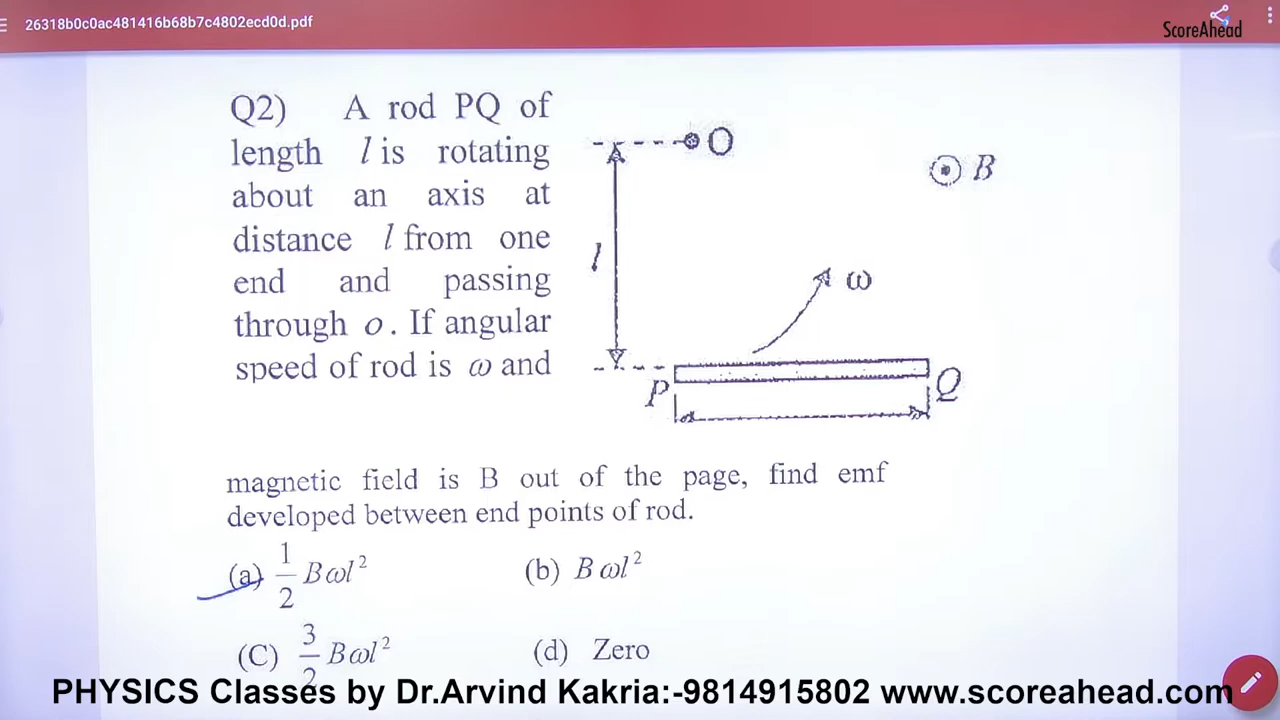 26318b0c0ac481416b68b7c4802ecd0d.pdf
ScoreAhead
Q2) A rod PQ of
length l is rotating
about an axis at
distance l from one
end and passing
through o. If angular
speed of rod is ω and
O
B
l
ω
P
Q
magnetic field is B out of the page, find emf
developed between end points of rod.
(a) 1/2 Bωl² (b) Bωl²
(C) 3/2 Bωl² (d) Zero
PHYSICS Classes by Dr.Arvind Kakria:-9814915802 www.scoreahead.com